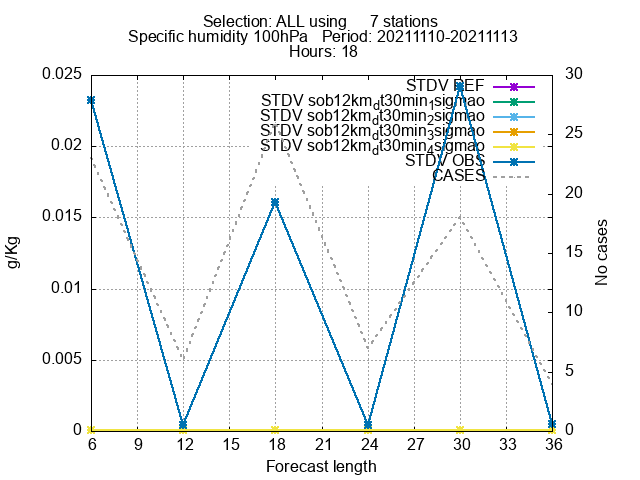 Selection: ALL using 7 stations
Specific humidity 100hPa Period: 20211110-20211113
Hours: 18
STDV REF
STDV sob12km_dt30min_1sigmao
STDV sob12km_dt30min_2sigmao
STDV sob12km_dt30min_3sigmao
STDV sob12km_dt30min_4sigmao
STDV OBS
CASES
0.025
0.02
0.015
0.01
0.005
0
g/Kg
30
25
20
15
10
5
0
No cases
6 9 12 15 18 21 24 27 30 33 36
Forecast length